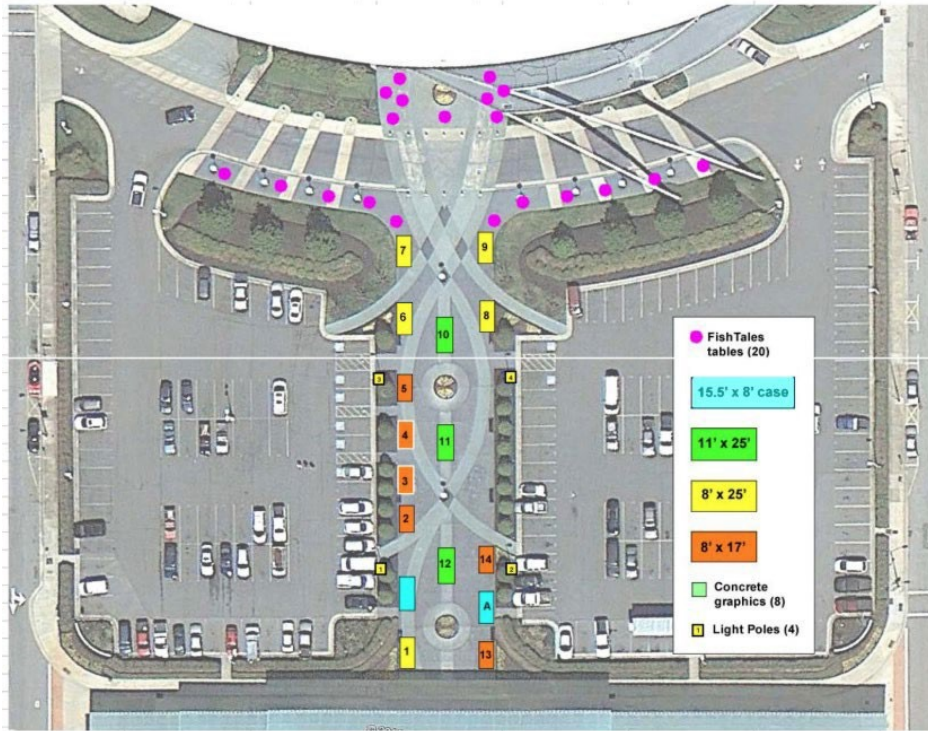 7
9
6
8
10
3
4
5
4
11
3
2
14
12
1
2
A
1
13
FishTales
tables (20)
15.5' x 8' case
11' x 25'
8' x 25'
8' x 17'
Concrete
graphics (8)
1
Light Poles (4)